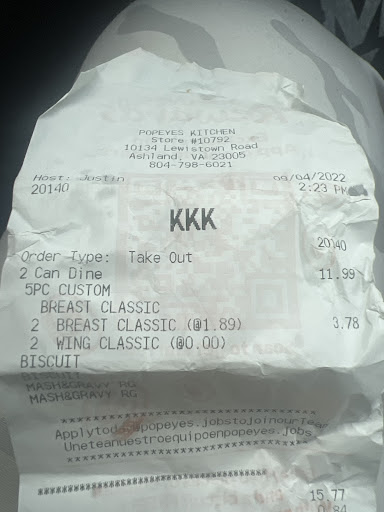 POPEYES KITCHEN
Store #10792
10134 Lewistown Road
Ashland, VA 23005
804-798-6021
Host: Justin 09/04/2022
20140 2:23 PM
KKK
20140
Order Type: Take Out
2 Can Dine 11.99
5PC CUSTOM
BREAST CLASSIC
2 BREAST CLASSIC (@1.89) 3.78
2 WING CLASSIC (@0.00)
BISCUIT
BISCUIT
MASH&GRAVY RG
MASH&GRAVY RG
****************************************
Applytoday@popeyes.jobstojoinourTeam
Uneteanuestroequipoenpopeyes.jobs
****************************************
15.77
0.84